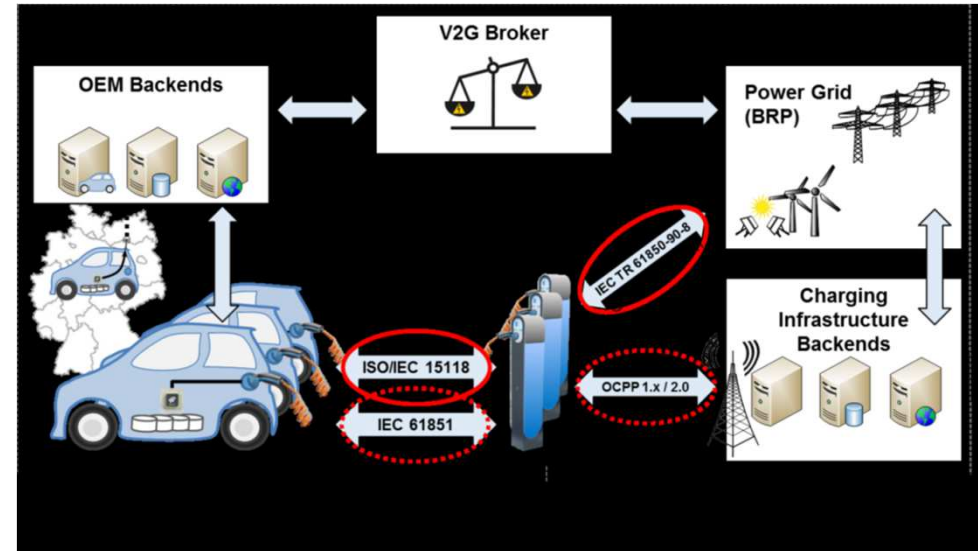 V2G Broker
OEM Backends
Power Grid
(BRP)
IEC TR 61850-90-8
Charging
Infrastructure
Backends
ISO/IEC 15118
OCPP 1.x / 2.0
IEC 61851